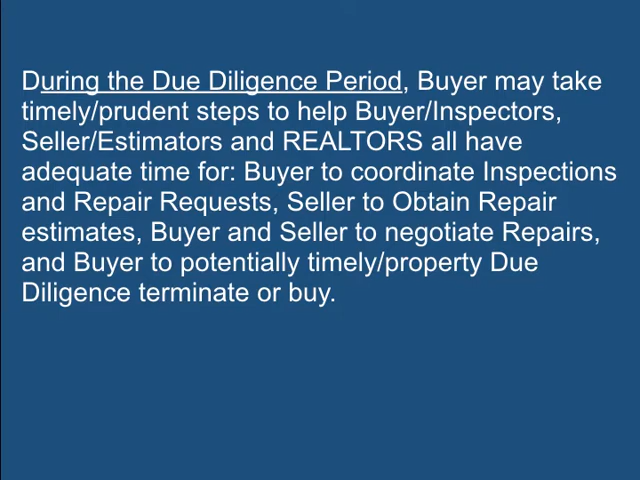 During the Due Diligence Period, Buyer may take
timely/prudent steps to help Buyer/Inspectors,
Seller/Estimators and REALTORS all have
adequate time for: Buyer to coordinate Inspections
and Repair Requests, Seller to Obtain Repair
estimates, Buyer and Seller to negotiate Repairs,
and Buyer to potentially timely/property Due
Diligence terminate or buy.